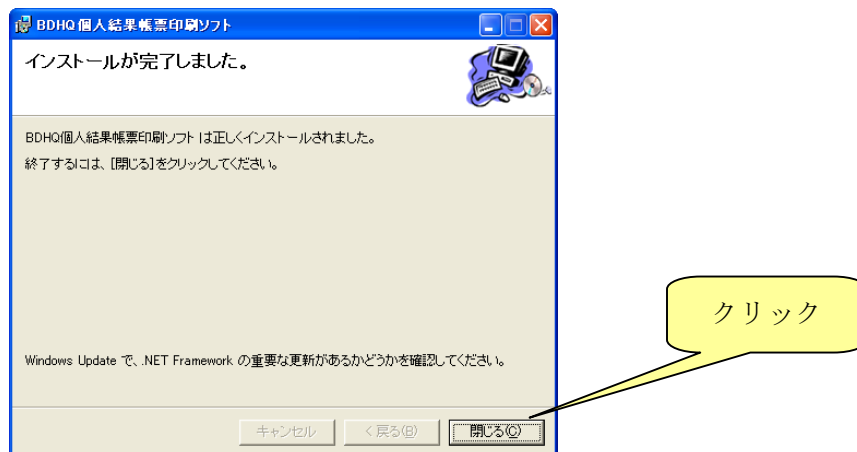 BDHQ個人結果帳票印刷ソフト
インストールが完了しました。
BDHQ個人結果帳票印刷ソフト は正しくインストールされました。
終了するには、[閉じる]をクリックしてください。
クリック
Windows Update で、.NET Framework の重要な更新があるかどうかを確認してください。
キャンセル
< 戻る(B)
閉じる(C)